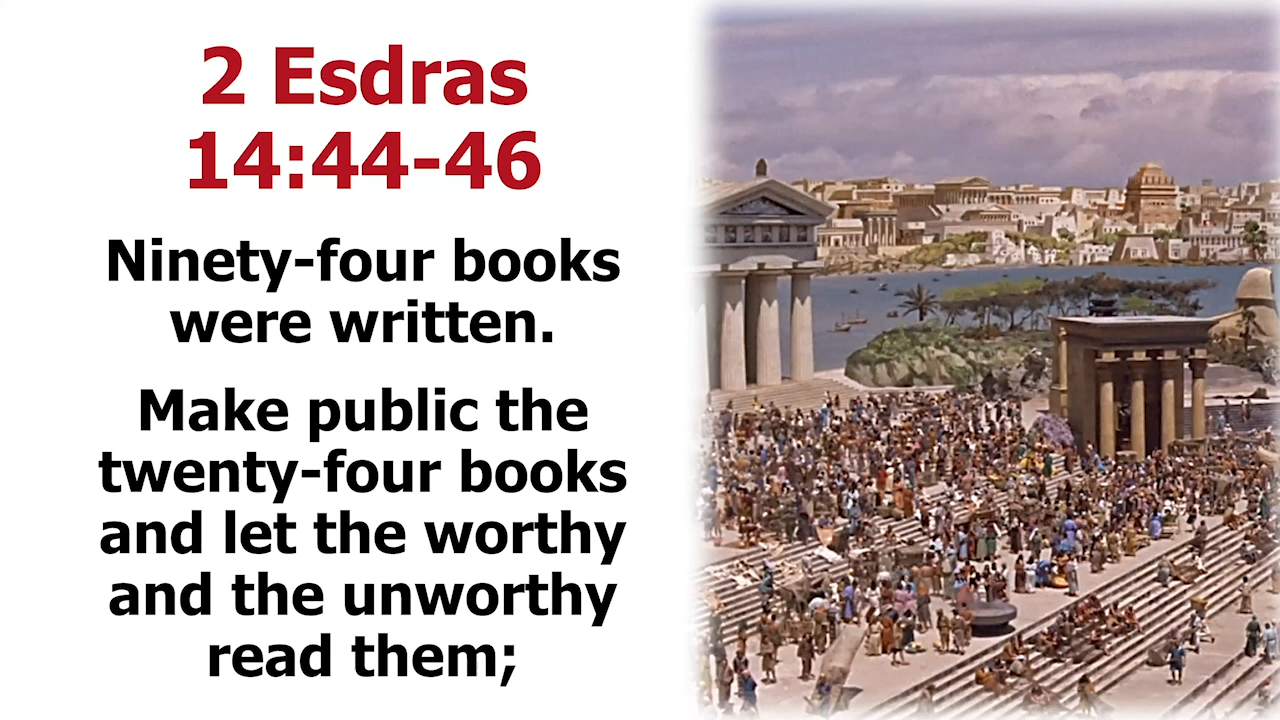 2 Esdras
14:44-46
Ninety-four books
were written.
Make public the
twenty-four books
and let the worthy
and the unworthy
read them;